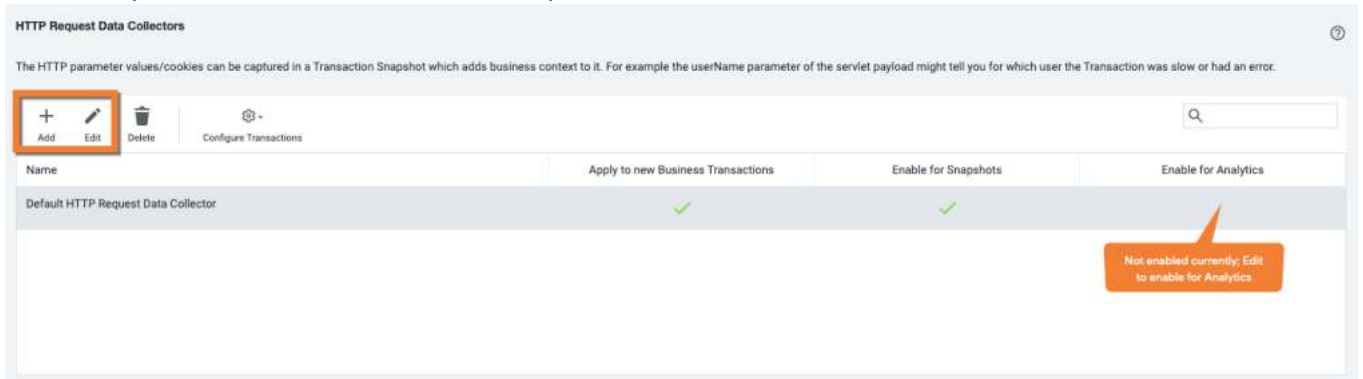 HTTP Request Data Collectors
The HTTP parameter values/cookies can be captured in a Transaction Snapshot which adds business context to it. For example the userName parameter of the servlet payload might tell you for which user the Transaction was slow or had an error.
Add Edit Delete Configure Transactions
Name Apply to new Business Transactions Enable for Snapshots Enable for Analytics
Default HTTP Request Data Collector
Not enabled currently; Edit
to enable for Analytics